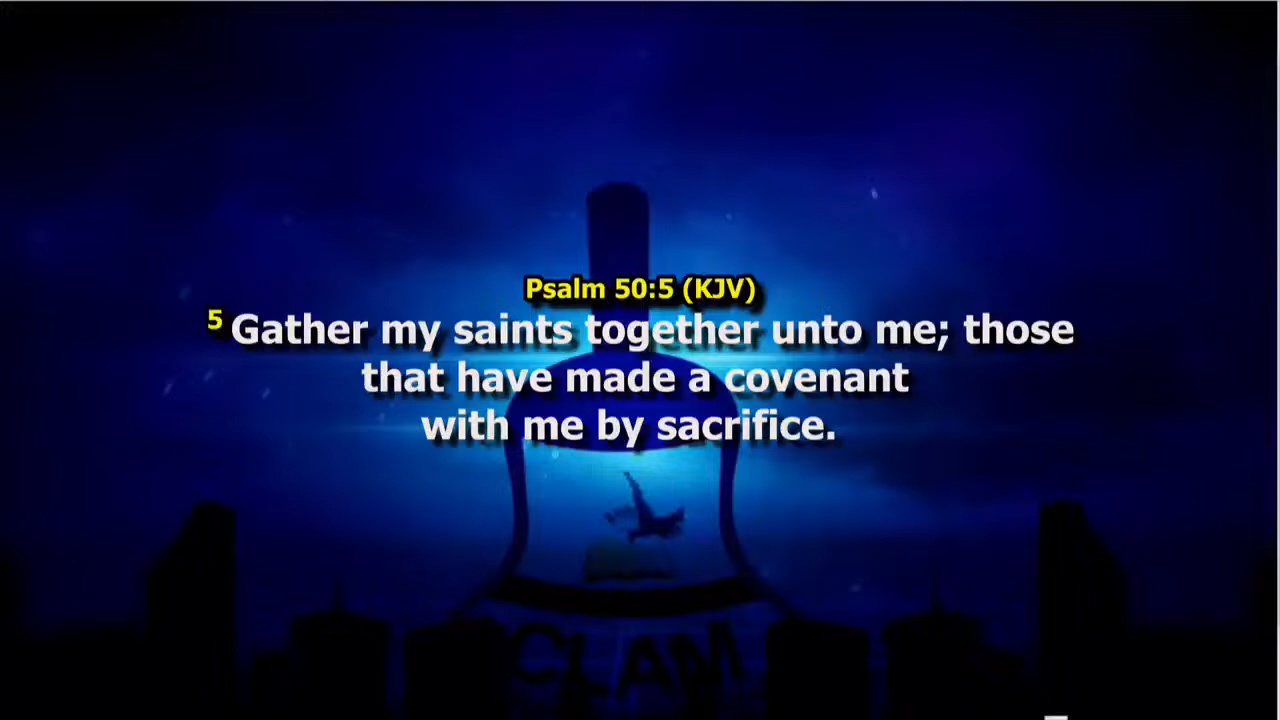 Psalm 50:5 (KJV)
5 Gather my saints together unto me; those
that have made a covenant
with me by sacrifice.
CLAM